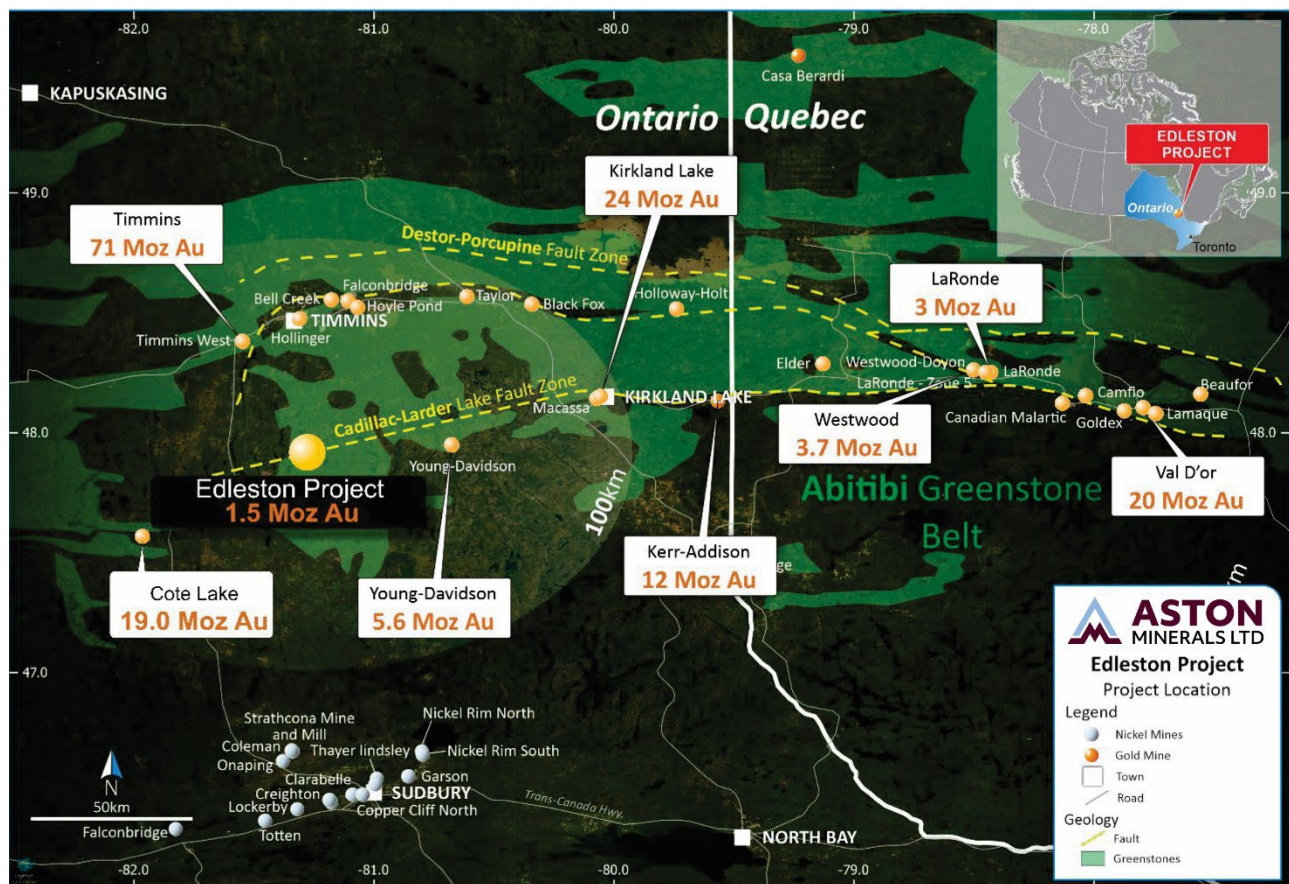 -82.0
-81.0
-80.0
-79.0
-78.0
KAPUSKASING
Casa Berardi
Ontario
Quebec
EDLESTON
PROJECT
Ontario
Toronto
49.0
49.0
Kirkland Lake
24 Moz Au
Timmins
71 Moz Au
Destor-Porcupine Fault Zone
Falconbridge
Bell Creek
Hoyle Pond
Taylor
Black Fox
Holloway-Holt
LaRonde
3 Moz Au
TIMMINS
Hollinger
Timmins West
Elder
Westwood-Doyon
LaRonde
LaRonde - Zone 5
Cadillac-Larder Lake Fault Zone
Macassa
KIRKLAND LAKE
Camflo
Beaufor
Canadian Malartic
Goldex
Lamaque
Westwood
3.7 Moz Au
48.0
48.0
Young-Davidson
Edleston Project
1.5 Moz Au
100km
Abitibi Greenstone
Belt
Val D'or
20 Moz Au
Kerr-Addison
12 Moz Au
Cote Lake
19.0 Moz Au
Young-Davidson
5.6 Moz Au
47.0
ASTON
MINERALS LTD
Edleston Project
Project Location
Legend
Nickel Mines
Gold Mine
Town
Road
Geology
Fault
Greenstones
Strathcona Mine
and Mill
Nickel Rim North
Coleman
Thayer lindsley
Nickel Rim South
Onaping
Clarabelle
Garson
Creighton
SUDBURY
Lockerby
Copper Cliff North
Totten
Falconbridge
N
50km
Trans-Canada Hwy.
NORTH BAY
-82.0
-81.0
-80.0
-79.0
-78.0